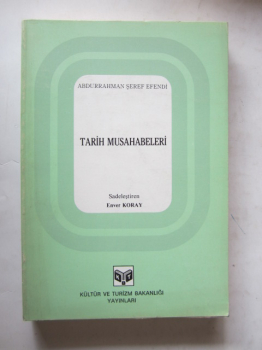 ABDURRAHMAN ŞEREF EFENDİ
TARİH MUSAHABELERİ
Sadeleştiren
Enver KORAY
KÜLTÜR VE TURİZM BAKANLIĞI
YAYINLARI